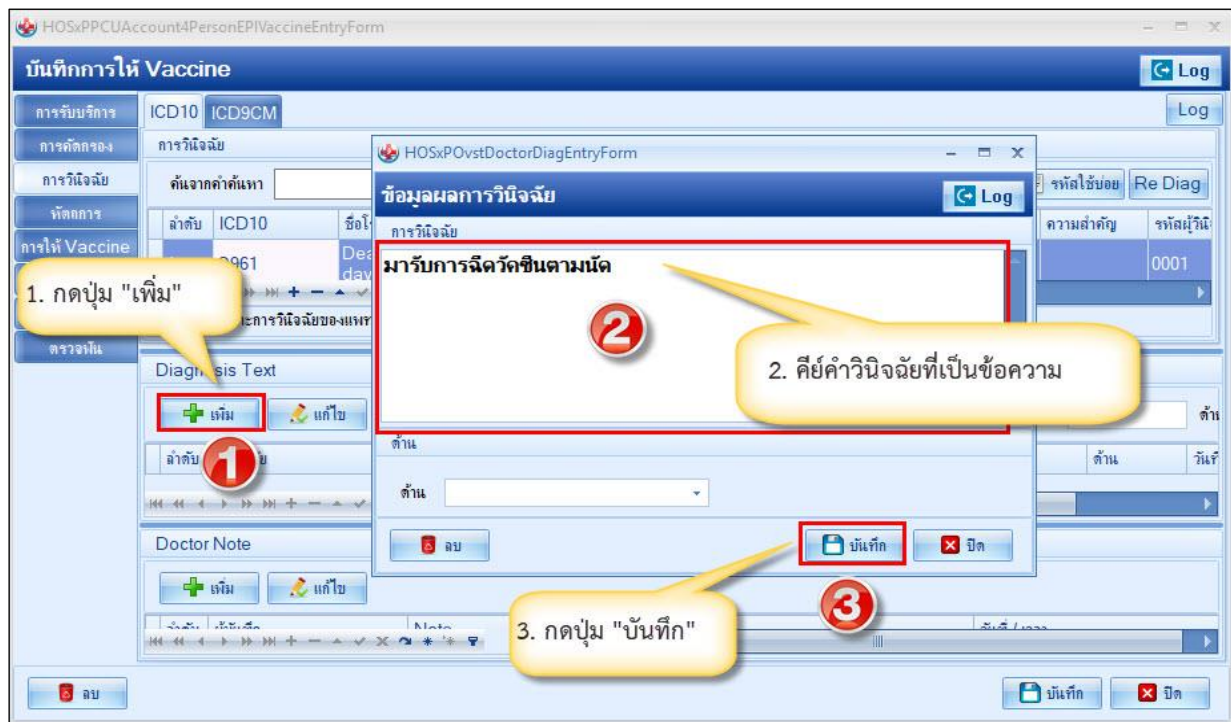 HOSxPPCUAccount4PersonEPIVaccineEntryForm
บันทึกการให้ Vaccine
Log
การรับบริการ
ICD10 ICD9CM
Log
การคัดกรอง
การวินิจฉัย
HOSxPOvstDoctorDiagEntryForm
การวินิจฉัย
ค้นจากคำค้นหา
ข้อมูลผลการวินิจฉัย
Log
รหัสใช้บ่อย Re Diag
หัตถการ
ลำดับ ICD10
การวินิจฉัย
ความสำคัญ
การให้ Vaccine
มารับการฉีดวัคซีนตามนัด
0001
1. กดปุ่ม "เพิ่ม"
2
ตรวจฟัน
2. คีย์คำวินิจฉัยที่เป็นข้อความ
Text
เพิ่ม
แก้ไข
ด้าน
1
ลำดับ
ด้าน
ด้าน
Doctor Note
ลบ
บันทึก
ปิด
เพิ่ม
แก้ไข
3
3. กดปุ่ม "บันทึก"
ลบ
บันทึก
ปิด